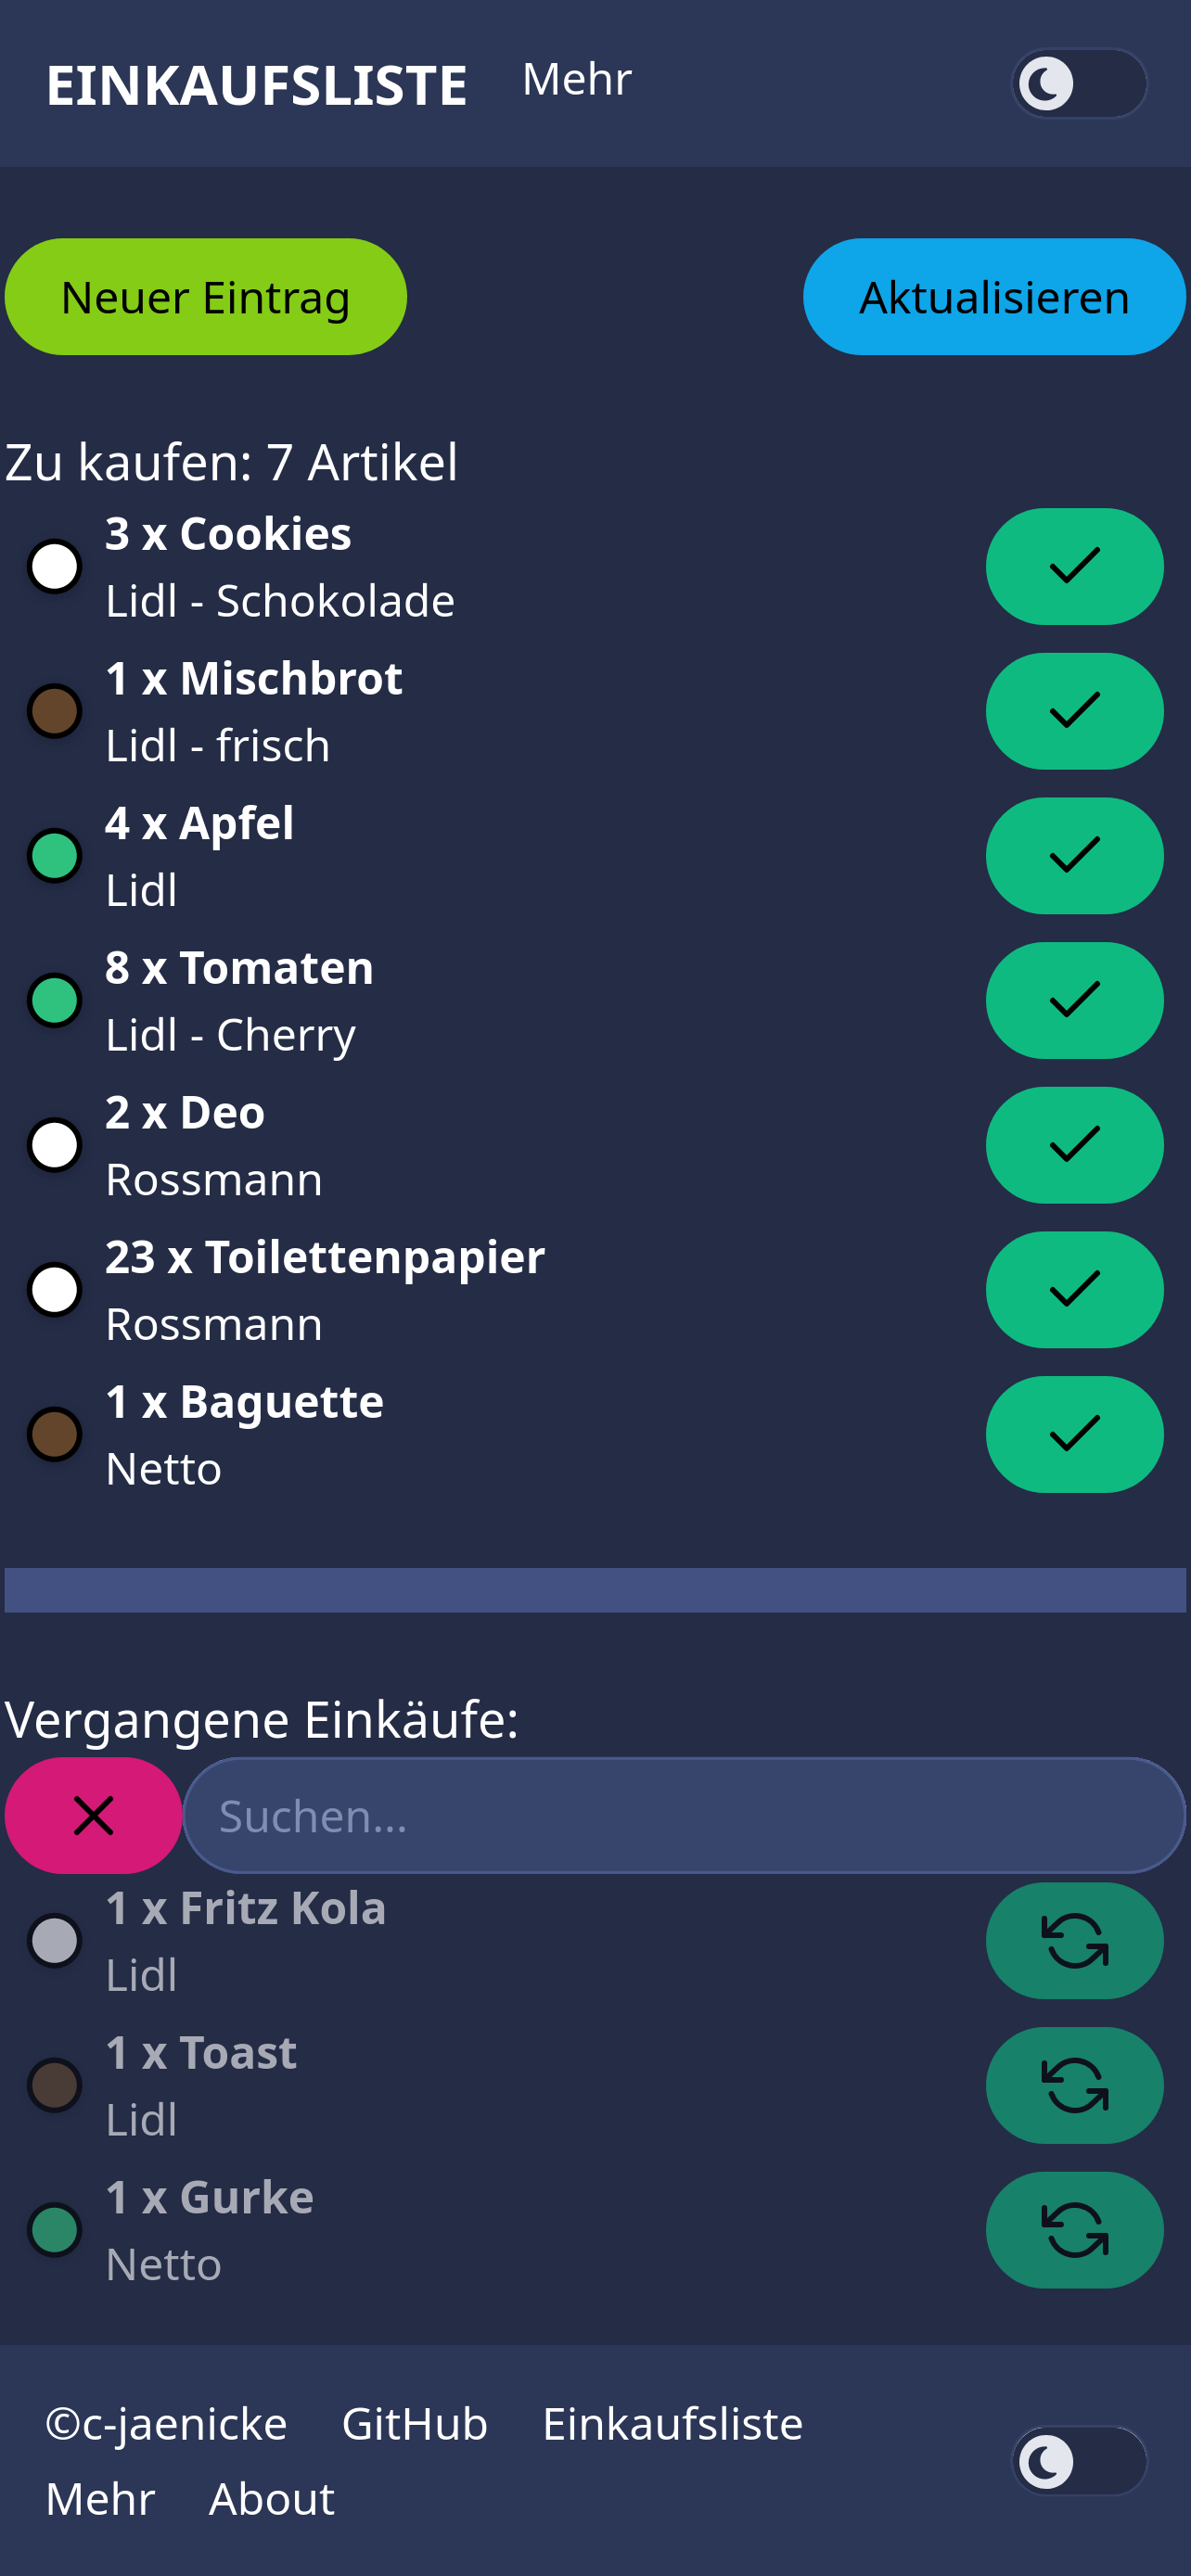 EINKAUFSLISTE Mehr
Neuer Eintrag Aktualisieren
Zu kaufen: 7 Artikel
3 x Cookies
Lidl - Schokolade
1 x Mischbrot
Lidl - frisch
4 x Apfel
Lidl
8 x Tomaten
Lidl - Cherry
2 x Deo
Rossmann
23 x Toilettenpapier
Rossmann
1 x Baguette
Netto
Vergangene Einkäufe:
Suchen...
1 x Fritz Kola
Lidl
1 x Toast
Lidl
1 x Gurke
Netto
©c-jaenicke GitHub Einkaufsliste
Mehr About